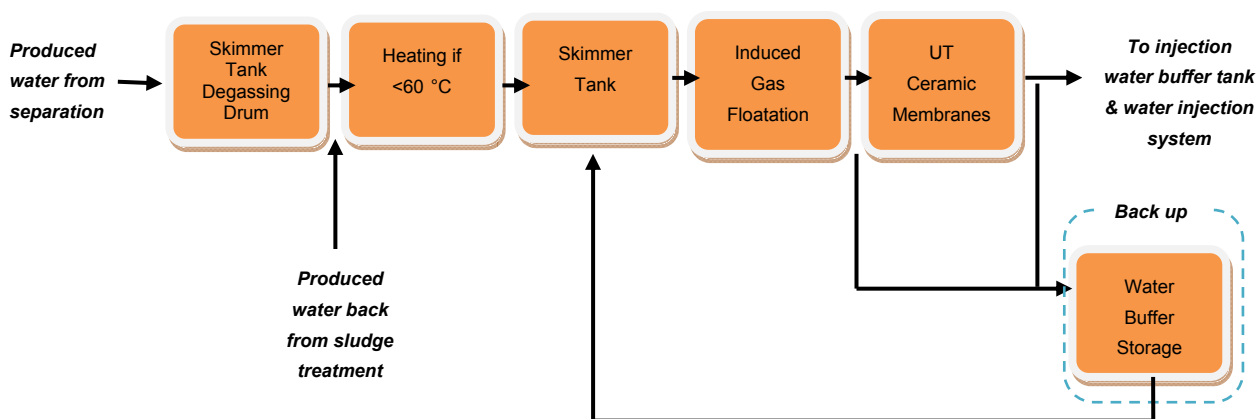 Produced
water from
separation
Skimmer
Tank
Degassing
Drum
Heating if
<60 °C
Skimmer
Tank
Induced
Gas
Floatation
UT
Ceramic
Membranes
To injection
water buffer tank
& water injection
system
Produced
water back
from sludge
treatment
Back up
Water
Buffer
Storage